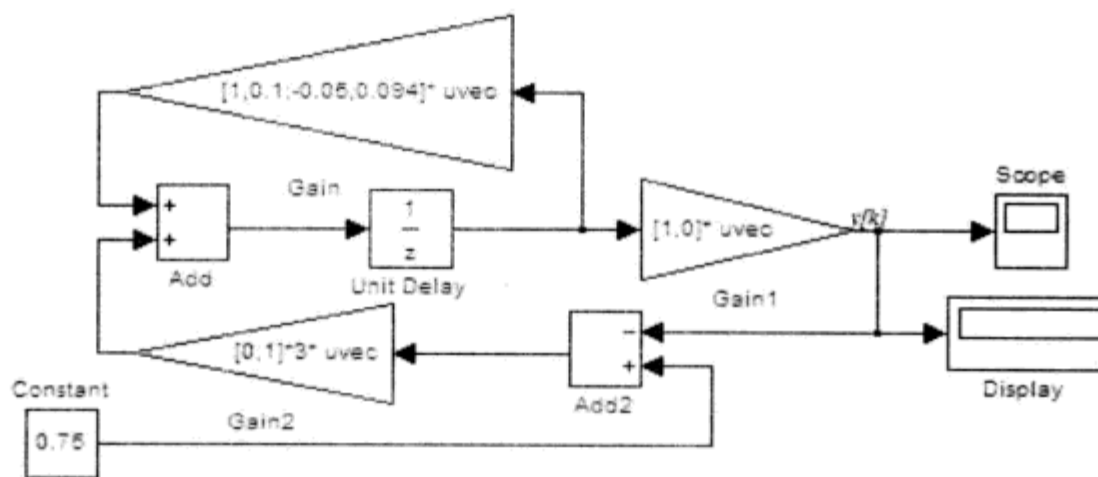 [1,0.1;-0.05,0.094]* uvec
Gain
+
+
Add
1
z
Unit Delay
[1,0]* uvec
Gain1
y[k]
Scope
Display
[0;1]*3* uvec
Gain2
−
+
Add2
Constant
0.75